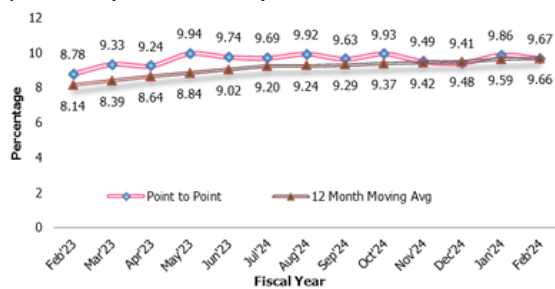 12
10
8
6
4
2
0
Percentage
8.78 9.33 9.24 9.94 9.74 9.69 9.92 9.63 9.93 9.49 9.41 9.86 9.67
8.14 8.39 8.64 8.84 9.02 9.20 9.24 9.29 9.37 9.42 9.48 9.59 9.66
Point to Point 12 Month Moving Avg
Feb'23 Mar'23 Apr'23 May'23 Jun'23 Jul'24 Aug'24 Sep'24 Oct'24 Nov'24 Dec'24 Jan'24 Feb'24
Fiscal Year